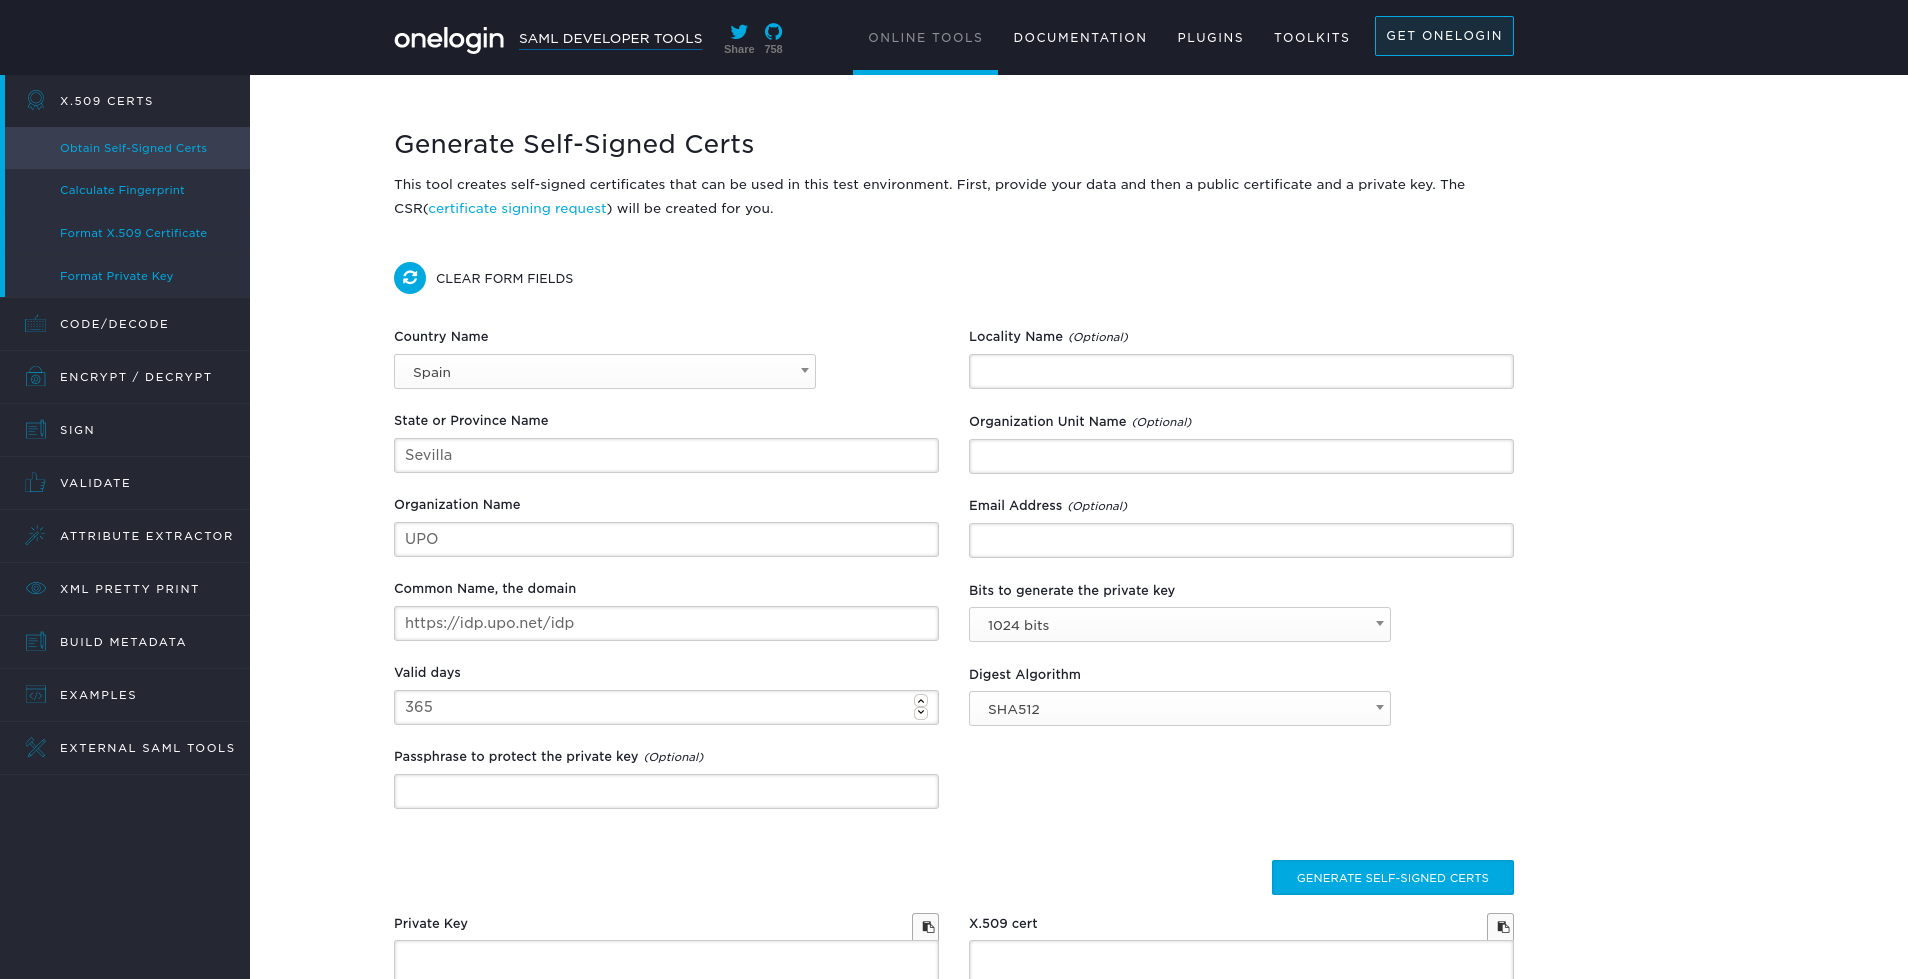 onelogin SAML DEVELOPER TOOLS Share 758 ONLINE TOOLS DOCUMENTATION PLUGINS TOOLKITS GET ONELOGIN
X.509 CERTS
Obtain Self-Signed Certs
Calculate Fingerprint
Format X.509 Certificate
Format Private Key
CODE/DECODE
ENCRYPT / DECRYPT
SIGN
VALIDATE
ATTRIBUTE EXTRACTOR
XML PRETTY PRINT
BUILD METADATA
EXAMPLES
EXTERNAL SAML TOOLS
Generate Self-Signed Certs
This tool creates self-signed certificates that can be used in this test environment. First, provide your data and then a public certificate and a private key. The
CSR(certificate signing request) will be created for you.
CLEAR FORM FIELDS
Country Name
Spain
State or Province Name
Sevilla
Organization Name
UPO
Common Name, the domain
https://idp.upo.net/idp
Valid days
365
Passphrase to protect the private key (Optional)
Locality Name (Optional)
Organization Unit Name (Optional)
Email Address (Optional)
Bits to generate the private key
1024 bits
Digest Algorithm
SHA512
GENERATE SELF-SIGNED CERTS
Private Key
X.509 cert